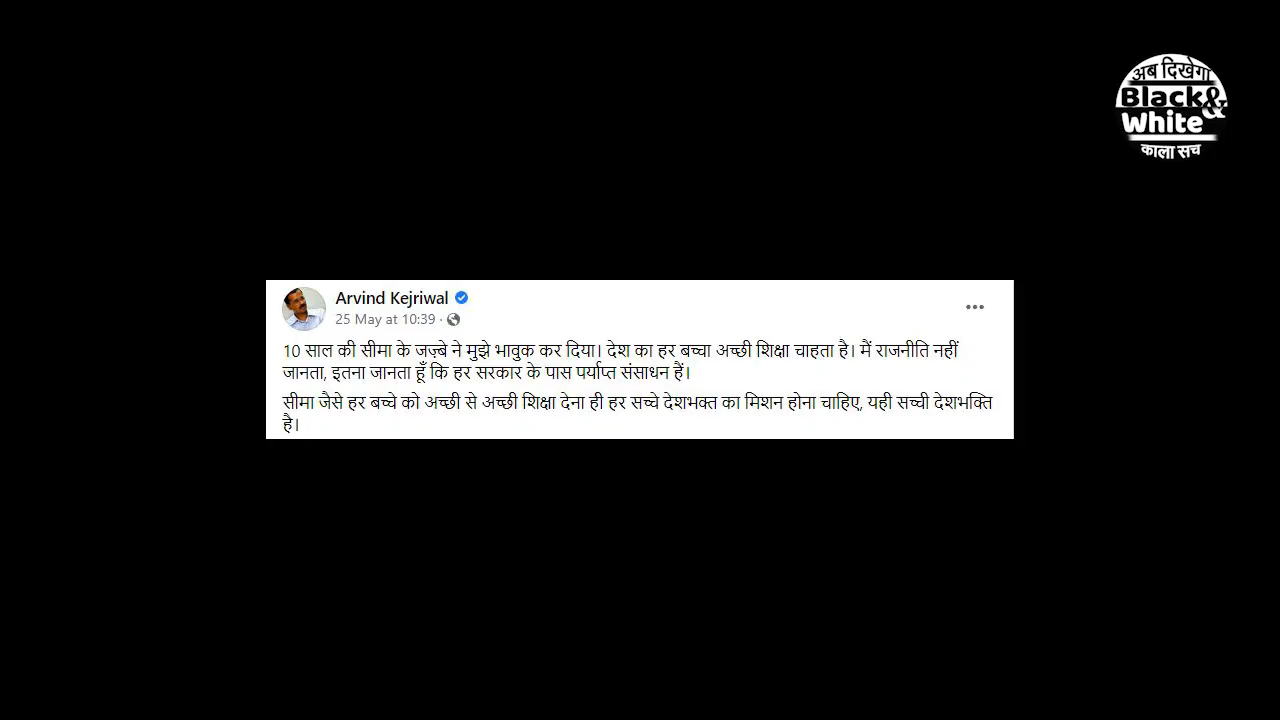 अब दिखेगा
Black&
White
काला सच
Arvind Kejriwal
25 May at 10:39 ·
10 साल की सीमा के जज़्बे ने मुझे भावुक कर दिया। देश का हर बच्चा अच्छी शिक्षा चाहता है। मैं राजनीति नहीं
जानता, इतना जानता हूँ कि हर सरकार के पास पर्याप्त संसाधन हैं।
सीमा जैसे हर बच्चे को अच्छी से अच्छी शिक्षा देना ही हर सच्चे देशभक्त का मिशन होना चाहिए, यही सच्ची देशभक्ति
है।